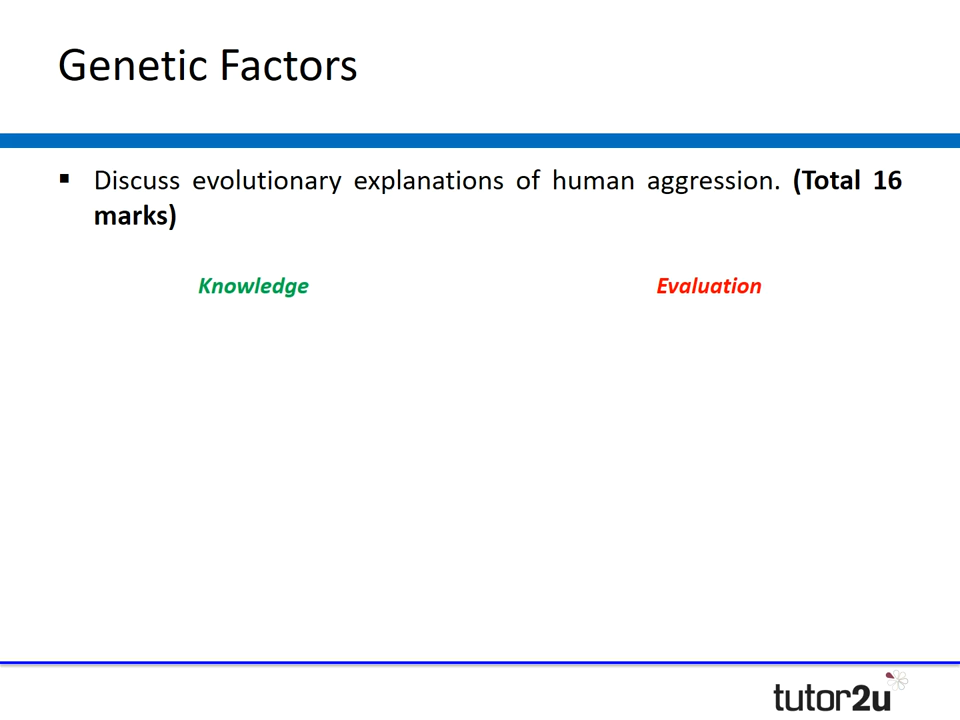 Genetic Factors
▪ Discuss evolutionary explanations of human aggression. (Total 16
marks)
Knowledge Evaluation
tutor2u